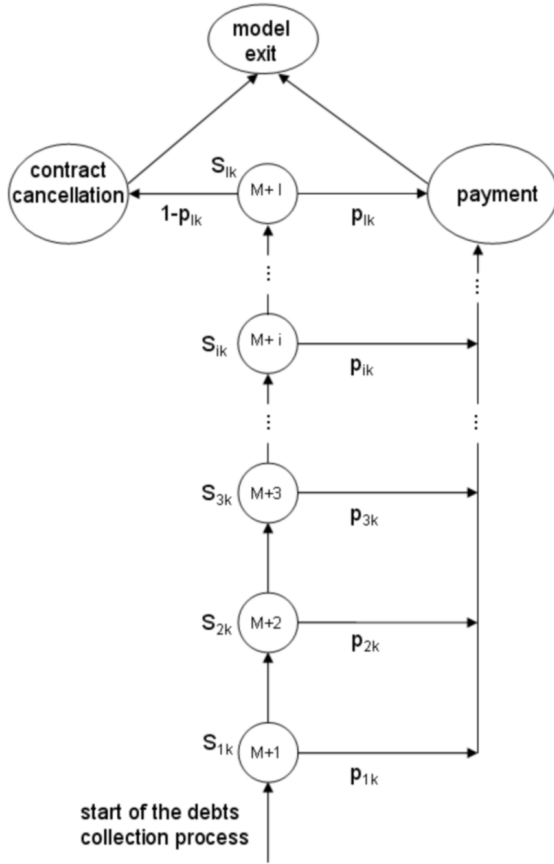 model
exit
contract
cancellation
S_lk
M+ l
1-p_lk
p_lk
payment
...
...
S_ik
M+ i
p_ik
...
...
S_3k
M+3
p_3k
S_2k
M+2
p_2k
S_1k
M+1
p_1k
start of the debts
collection process